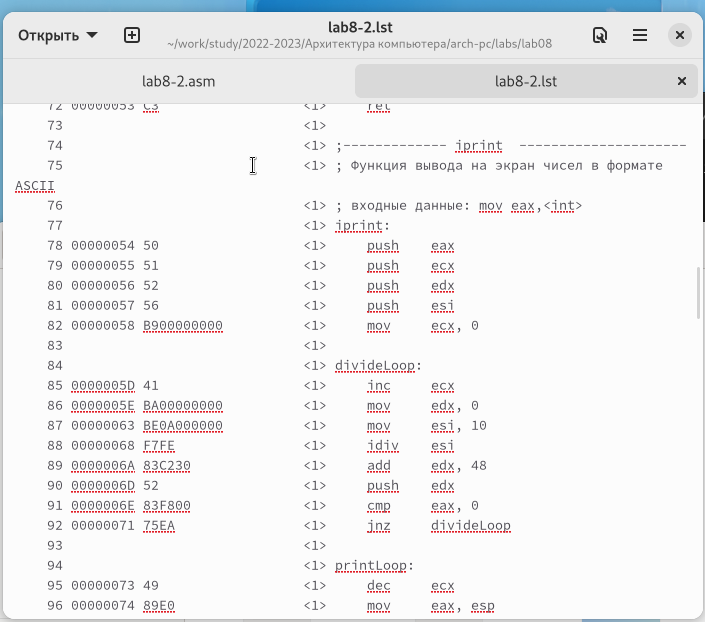 Открыть
lab8-2.lst
~/work/study/2022-2023/Архитектура компьютера/arch-pc/labs/lab08
lab8-2.asm
lab8-2.lst
72 00000053 C3 <1> ret
73 <1>
74 <1> ;------------- iprint ---------------------
75 <1> ; Функция вывода на экран чисел в формате
ASCII
76 <1> ; входные данные: mov eax,<int>
77 <1> iprint:
78 00000054 50 <1> push eax
79 00000055 51 <1> push ecx
80 00000056 52 <1> push edx
81 00000057 56 <1> push esi
82 00000058 B900000000 <1> mov ecx, 0
83 <1>
84 <1> divideLoop:
85 0000005D 41 <1> inc ecx
86 0000005E BA00000000 <1> mov edx, 0
87 00000063 BE0A000000 <1> mov esi, 10
88 00000068 F7FE <1> idiv esi
89 0000006A 83C230 <1> add edx, 48
90 0000006D 52 <1> push edx
91 0000006E 83F800 <1> cmp eax, 0
92 00000071 75EA <1> jnz divideLoop
93 <1>
94 <1> printLoop:
95 00000073 49 <1> dec ecx
96 00000074 89E0 <1> mov eax, esp